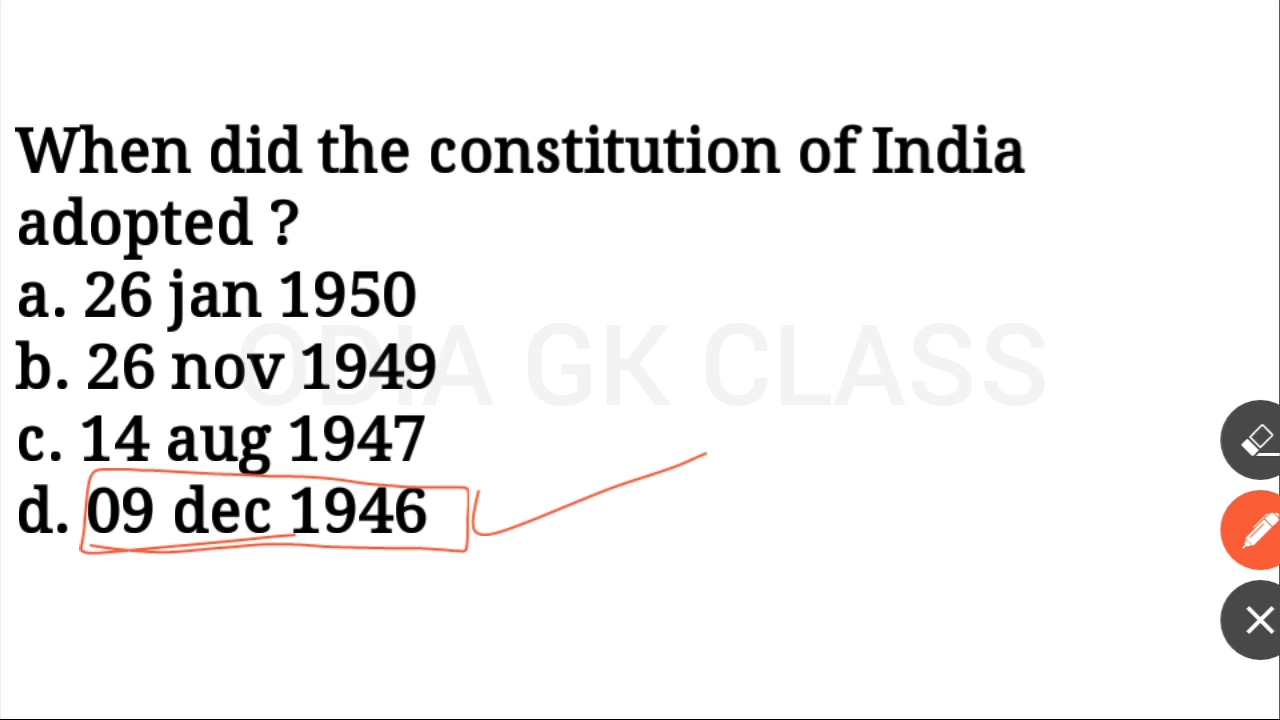 When did the constitution of India
adopted ?
a. 26 jan 1950
b. 26 nov 1949
ODIA GK CLASS
c. 14 aug 1947
d. 09 dec 1946